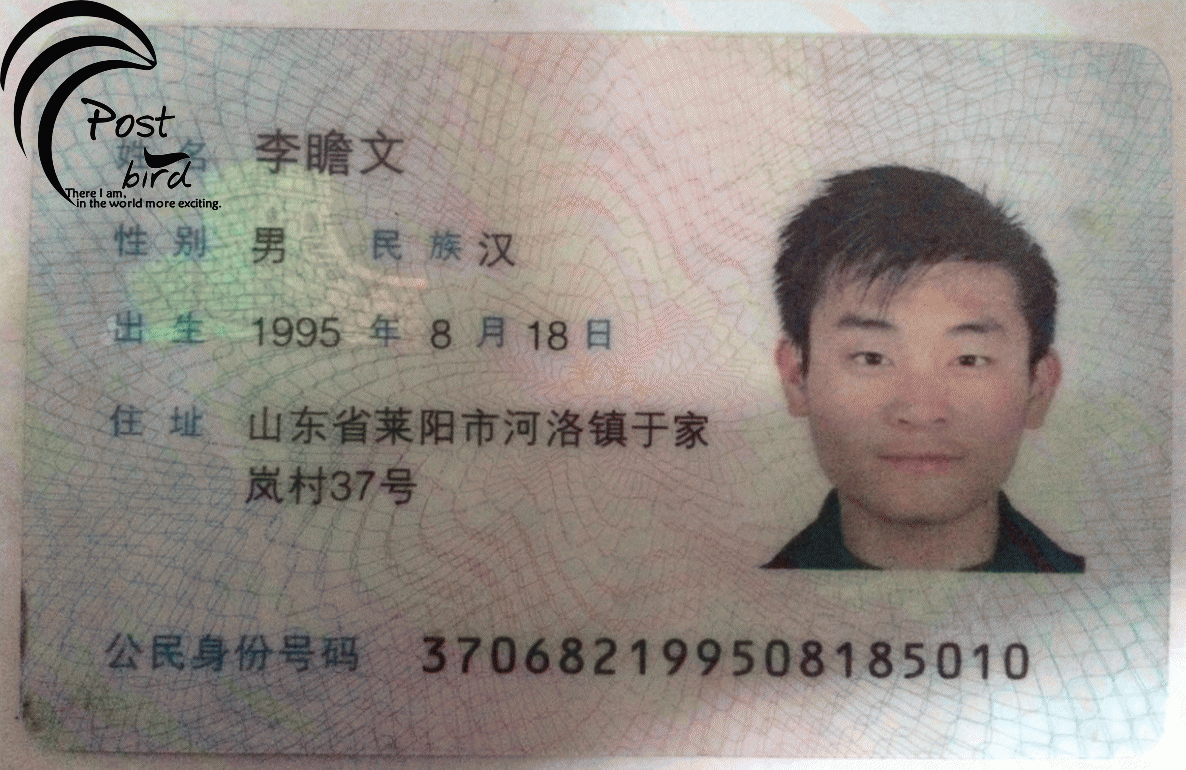 Post
bird
There I am,
in the world more exciting.
姓 名 李瞻文
性 别 男 民 族 汉
出 生 1995 年 8 月 18 日
住 址 山东省莱阳市河洛镇于家
岚村37号
公民身份号码 370682199508185010